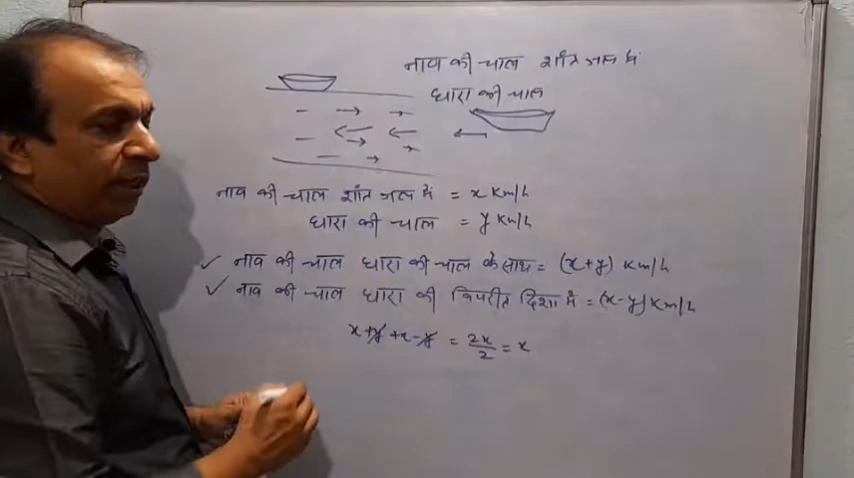 नाव की चाल शांत जल में
धारा की चाल
नाव की चाल शांत जल में = x Km/h
धारा की चाल = y Km/h
✓ नाव की चाल धारा की चाल के साथ = (x+y) Km/h
✓ नाव की चाल धारा की विपरीत दिशा में = (x-y) Km/h
x+y+x-y = 2x/2 = x